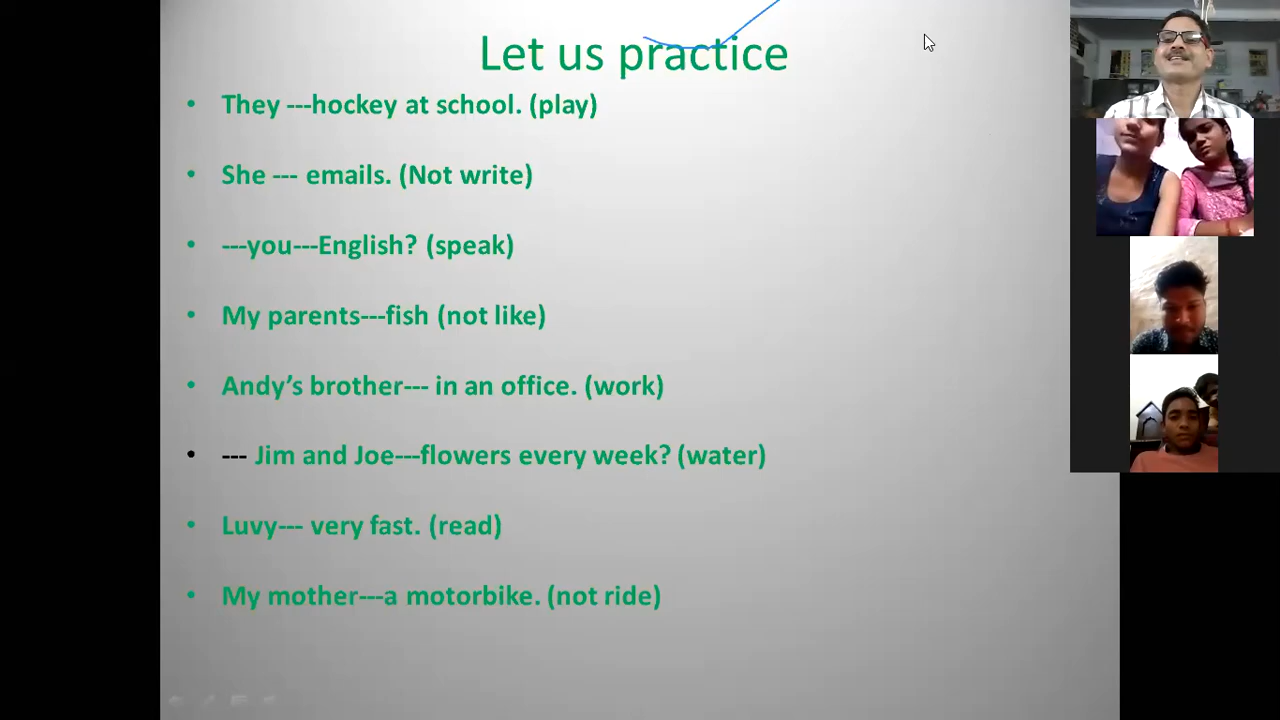 Let us practice
• They ---hockey at school. (play)
• She --- emails. (Not write)
• ---you---English? (speak)
• My parents---fish (not like)
• Andy’s brother--- in an office. (work)
• --- Jim and Joe---flowers every week? (water)
• Luvy--- very fast. (read)
• My mother---a motorbike. (not ride)